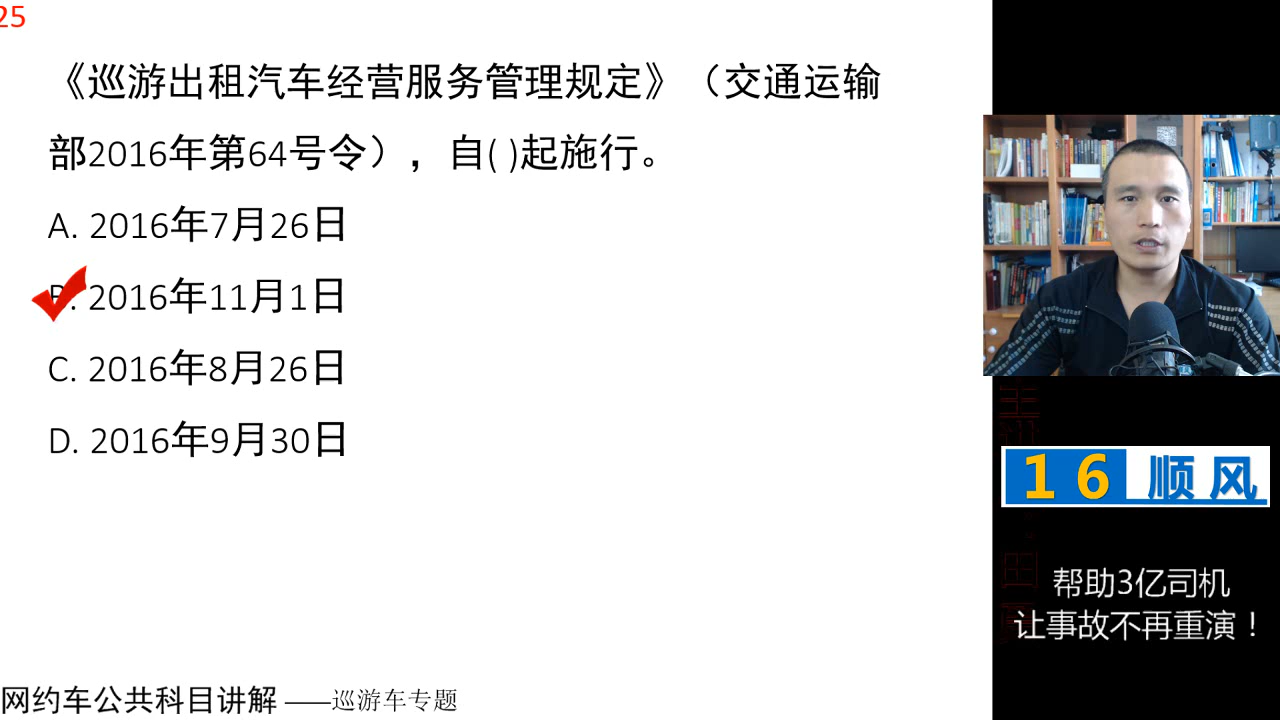 25
《巡游出租汽车经营服务管理规定》（交通运输
部2016年第64号令），自( )起施行。
A. 2016年7月26日
B. 2016年11月1日
C. 2016年8月26日
D. 2016年9月30日
16顺风
帮助3亿司机
让事故不再重演！
网约车公共科目讲解 ——巡游车专题